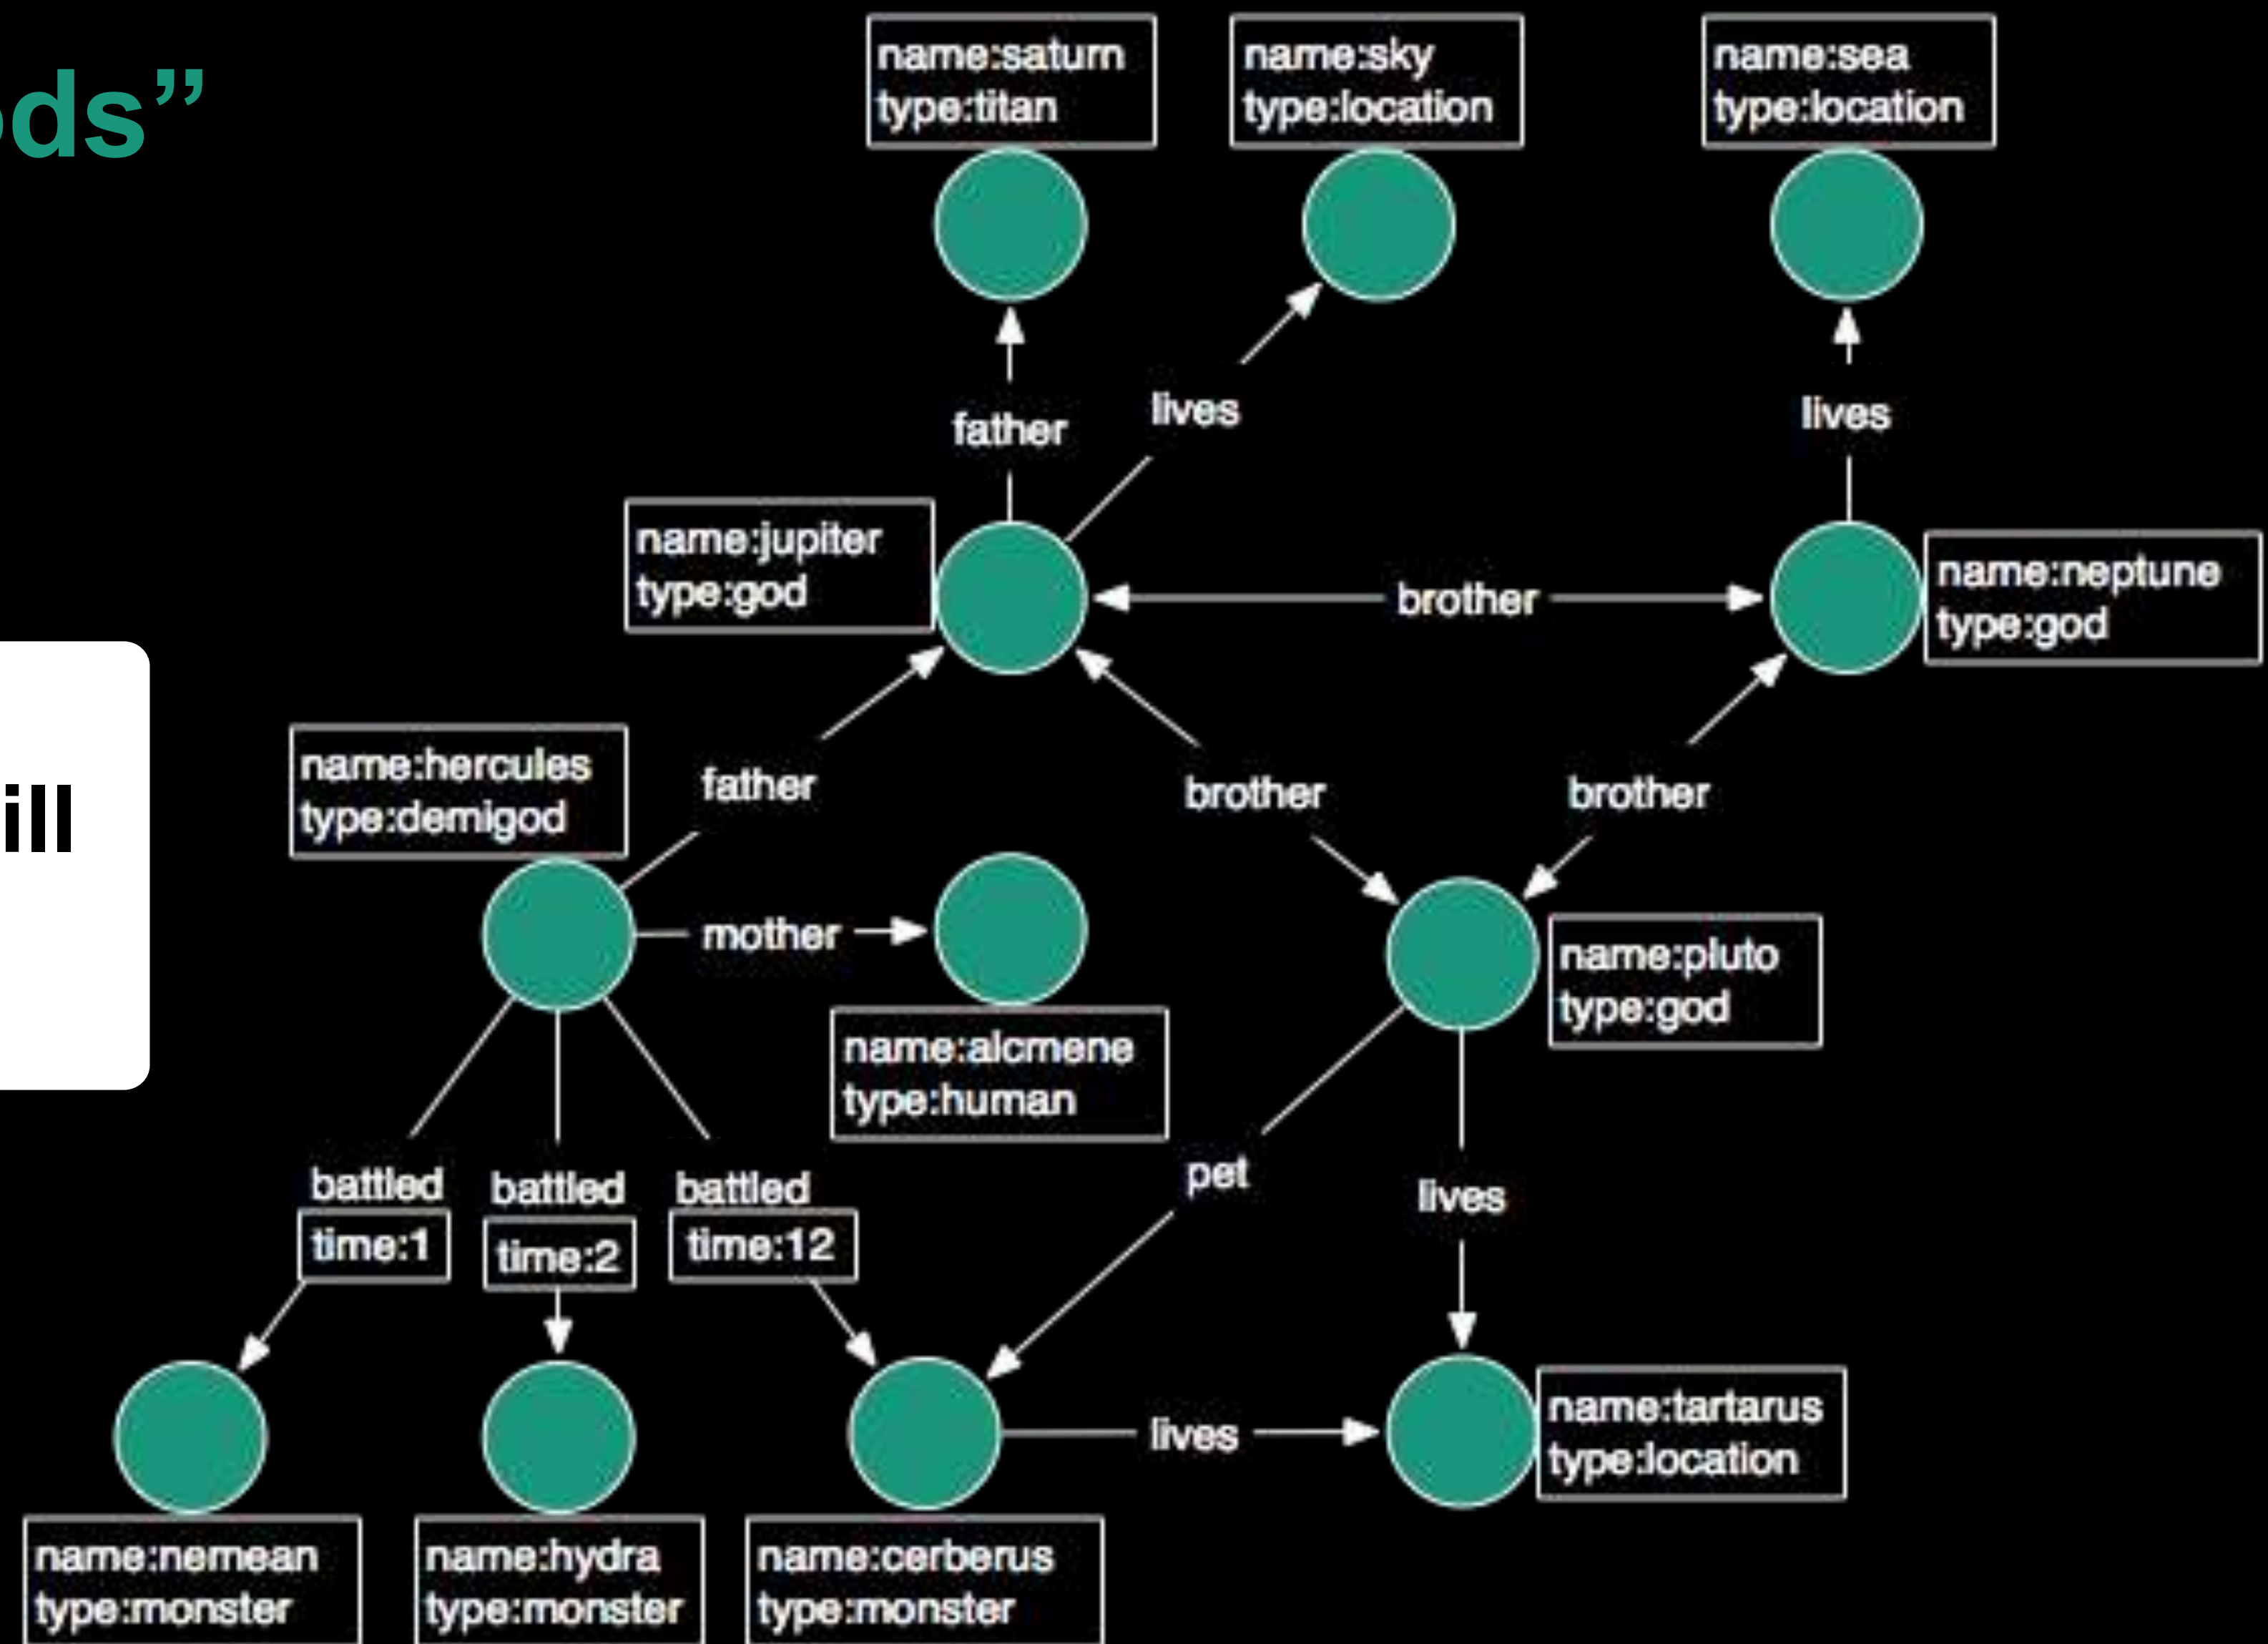 ods”
ill
name:saturn
type:titan
name:sky
type:location
name:sea
type:location
father
lives
lives
name:jupiter
type:god
brother
name:neptune
type:god
name:hercules
type:demigod
father
brother
brother
mother
name:alcmene
type:human
name:pluto
type:god
battled
time:1
battled
time:2
battled
time:12
pet
lives
lives
name:tartarus
type:location
name:nemean
type:monster
name:hydra
type:monster
name:cerberus
type:monster